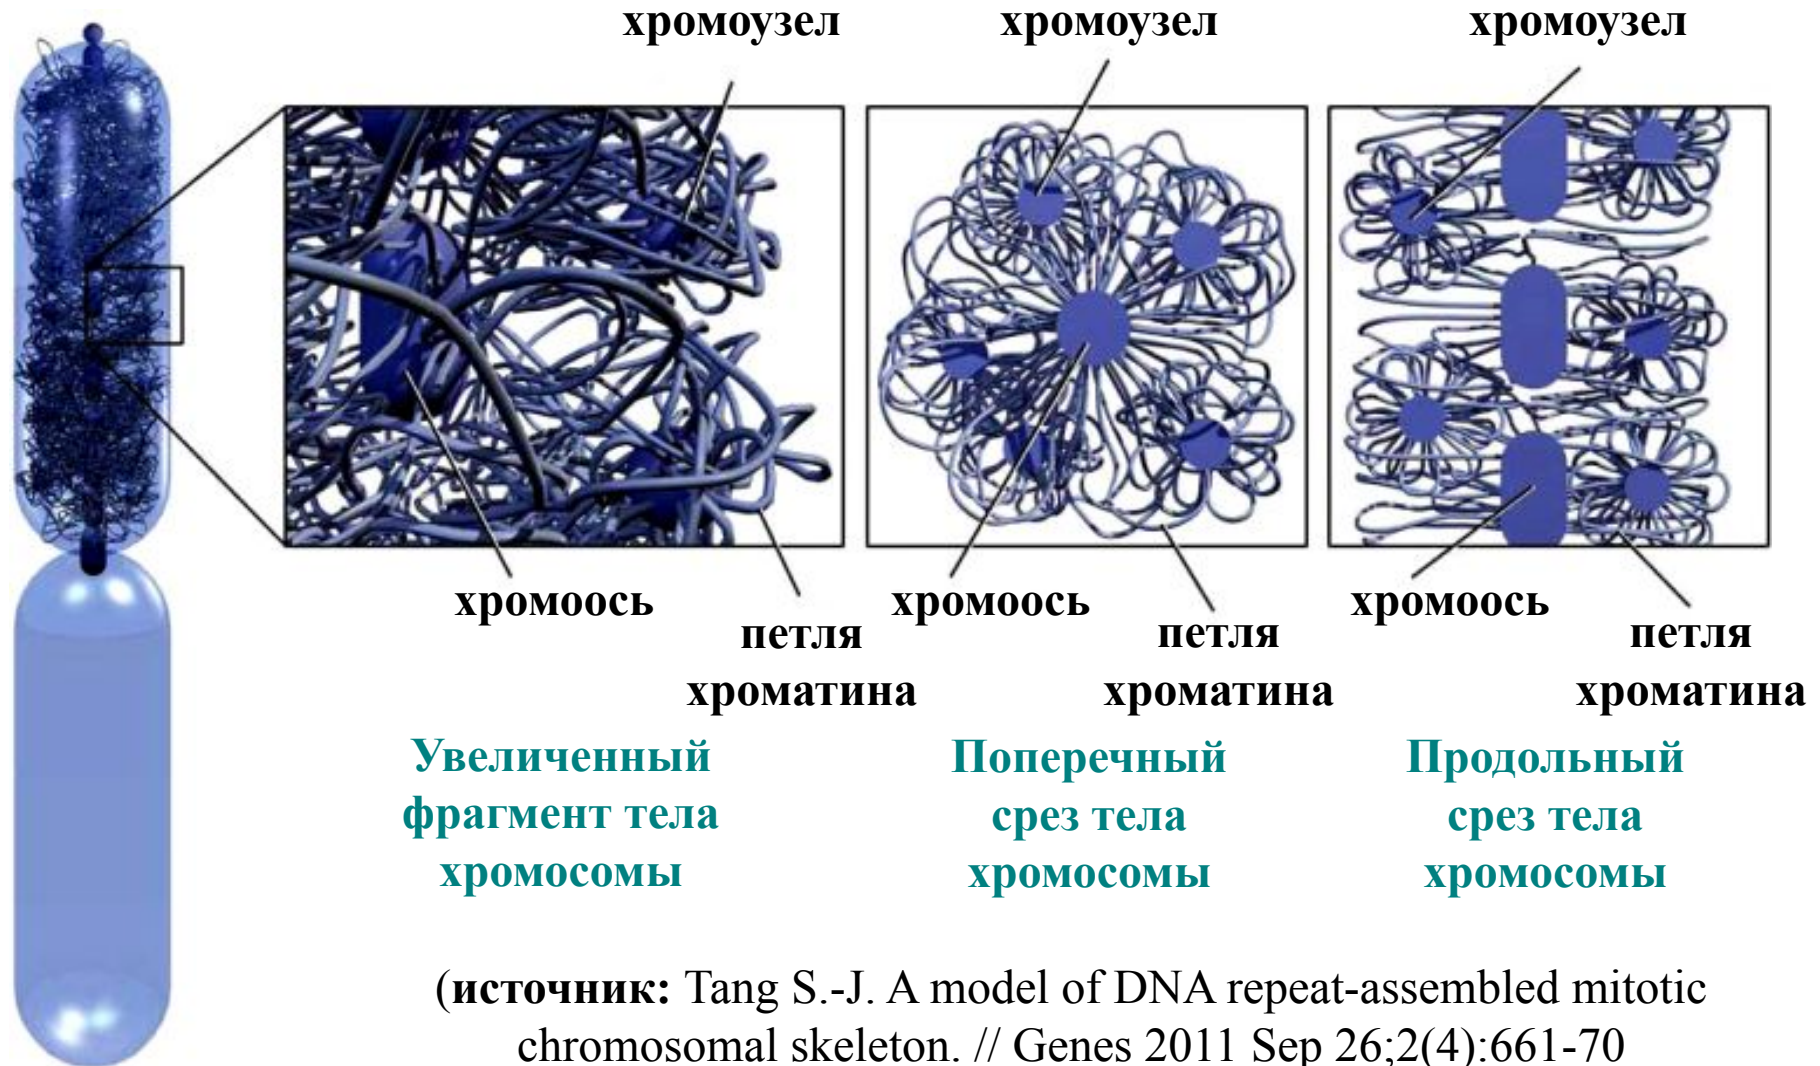 хромоузел
хромоузел
хромоузел
хромоось
петля
хроматина
хромоось
петля
хроматина
хромоось
петля
хроматина
Увеличенный
фрагмент тела
хромосомы
Поперечный
срез тела
хромосомы
Продольный
срез тела
хромосомы
(источник: Tang S.-J. A model of DNA repeat-assembled mitotic
chromosomal skeleton. // Genes 2011 Sep 26;2(4):661-70